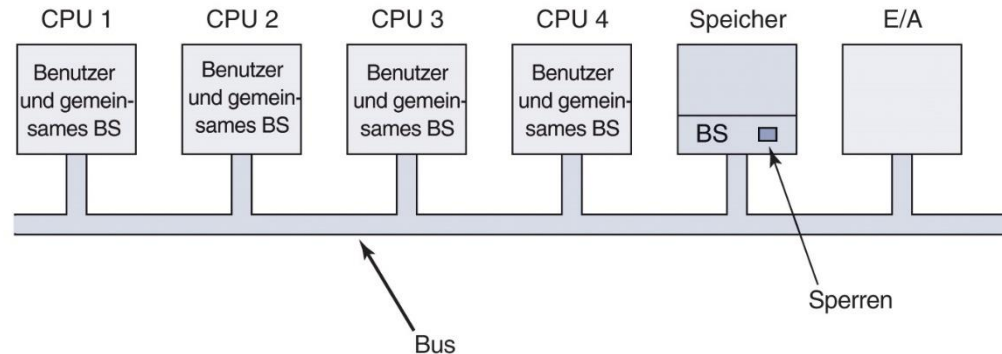 CPU 1
CPU 2
CPU 3
CPU 4
Speicher
E/A
Benutzer
und gemein-
sames BS
Benutzer
und gemein-
sames BS
Benutzer
und gemein-
sames BS
Benutzer
und gemein-
sames BS
BS
Sperren
Bus